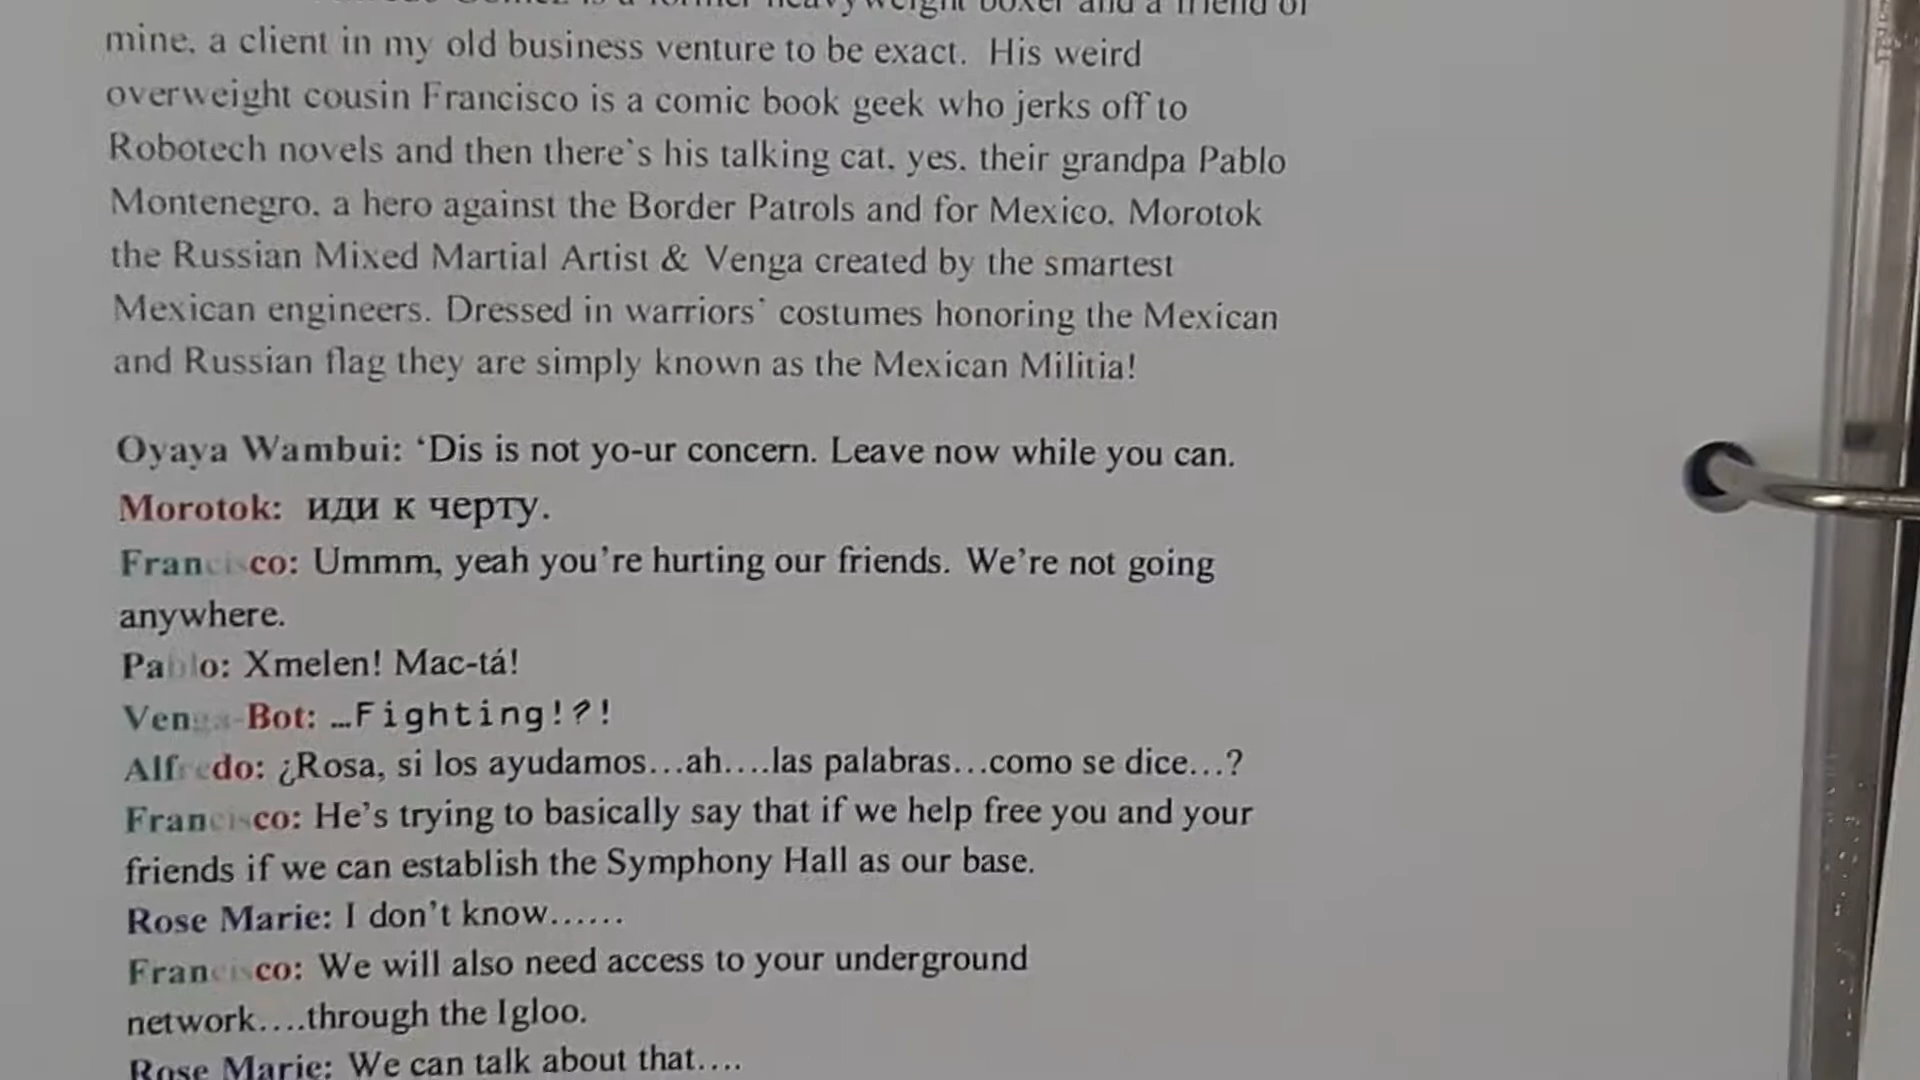 Gomez is a former heavyweight boxer and a friend of
mine, a client in my old business venture to be exact. His weird
overweight cousin Francisco is a comic book geek who jerks off to
Robotech novels and then there's his talking cat, yes, their grandpa Pablo
Montenegro, a hero against the Border Patrols and for Mexico, Morotok
the Russian Mixed Martial Artist & Venga created by the smartest
Mexican engineers. Dressed in warriors' costumes honoring the Mexican
and Russian flag they are simply known as the Mexican Militia!
Oyaya Wambui: ‘Dis is not yo-ur concern. Leave now while you can.
Morotok: иди к черту.
Francisco: Ummm, yeah you’re hurting our friends. We’re not going
anywhere.
Pablo: Xmelen! Mac-tá!
Venga-Bot: …Fighting!?!
Alfredo: ¿Rosa, si los ayudamos…ah….las palabras…como se dice…?
Francisco: He’s trying to basically say that if we help free you and your
friends if we can establish the Symphony Hall as our base.
Rose Marie: I don’t know……
Francisco: We will also need access to your underground
network….through the Igloo.
Rose Marie: We can talk about that….